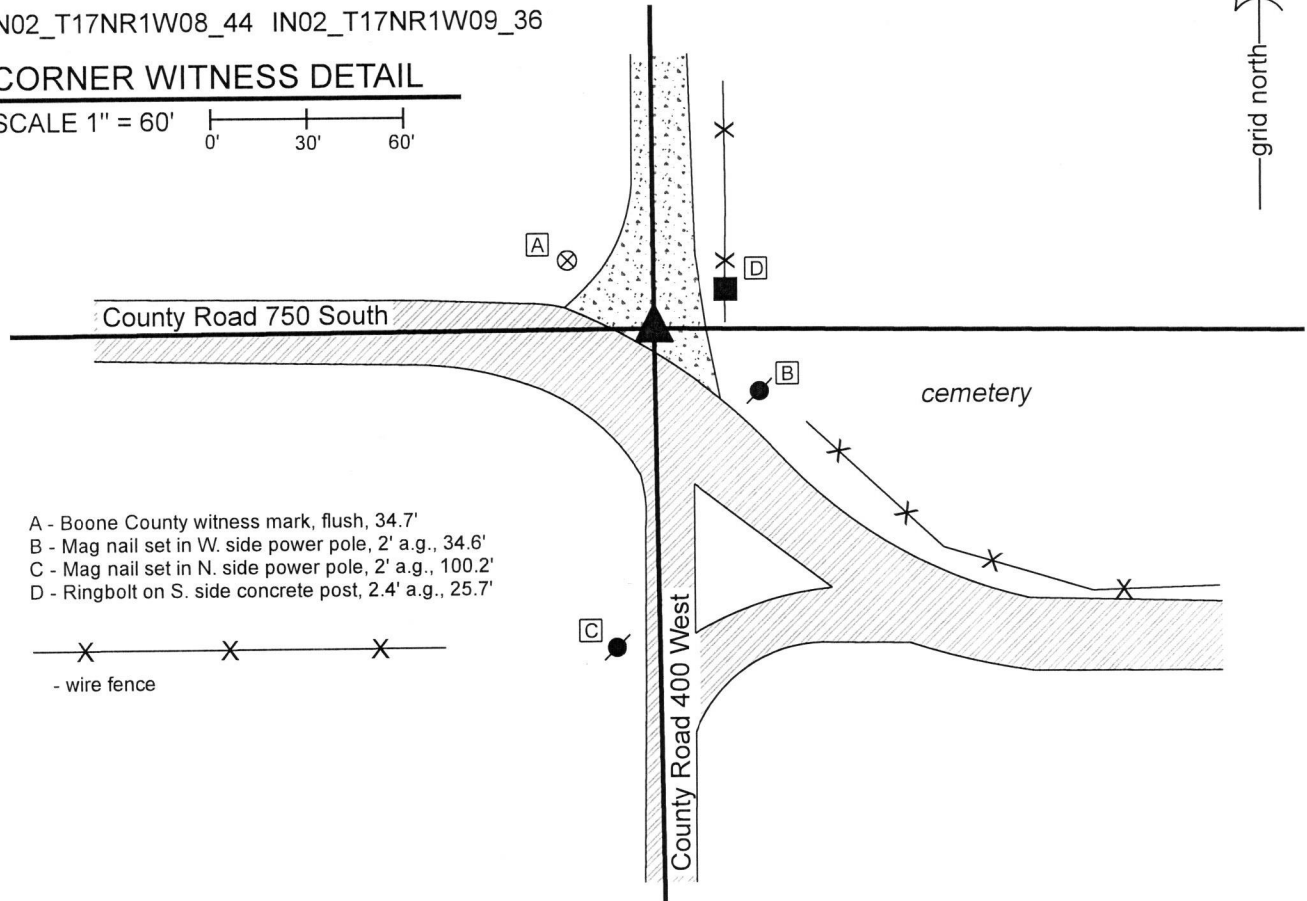 N02_T17NR1W08_44 IN02_T17NR1W09_36
CORNER WITNESS DETAIL
SCALE 1" = 60'
0' 30' 60'
grid north
A
D
County Road 750 South
B
cemetery
A - Boone County witness mark, flush, 34.7'
B - Mag nail set in W. side power pole, 2' a.g., 34.6'
C - Mag nail set in N. side power pole, 2' a.g., 100.2'
D - Ringbolt on S. side concrete post, 2.4' a.g., 25.7'
C
County Road 400 West
- wire fence